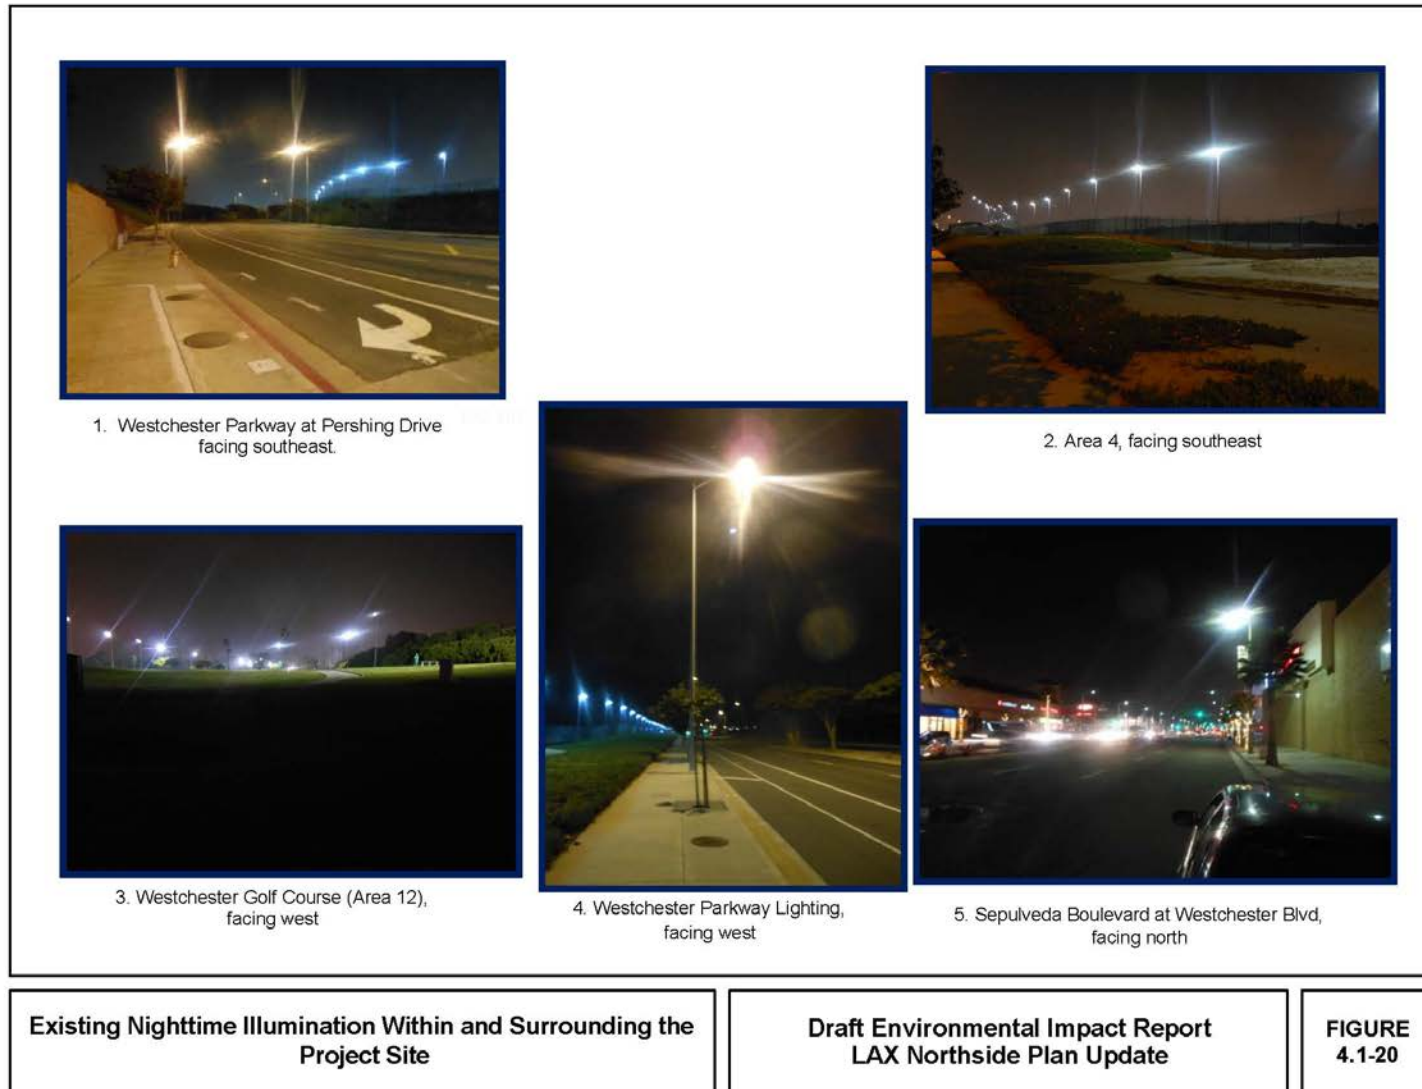 1. Westchester Parkway at Pershing Drive
facing southeast.
2. Area 4, facing southeast
3. Westchester Golf Course (Area 12),
facing west
4. Westchester Parkway Lighting,
facing west
5. Sepulveda Boulevard at Westchester Blvd,
facing north
Existing Nighttime Illumination Within and Surrounding the
Project Site
Draft Environmental Impact Report
LAX Northside Plan Update
FIGURE
4.1-20